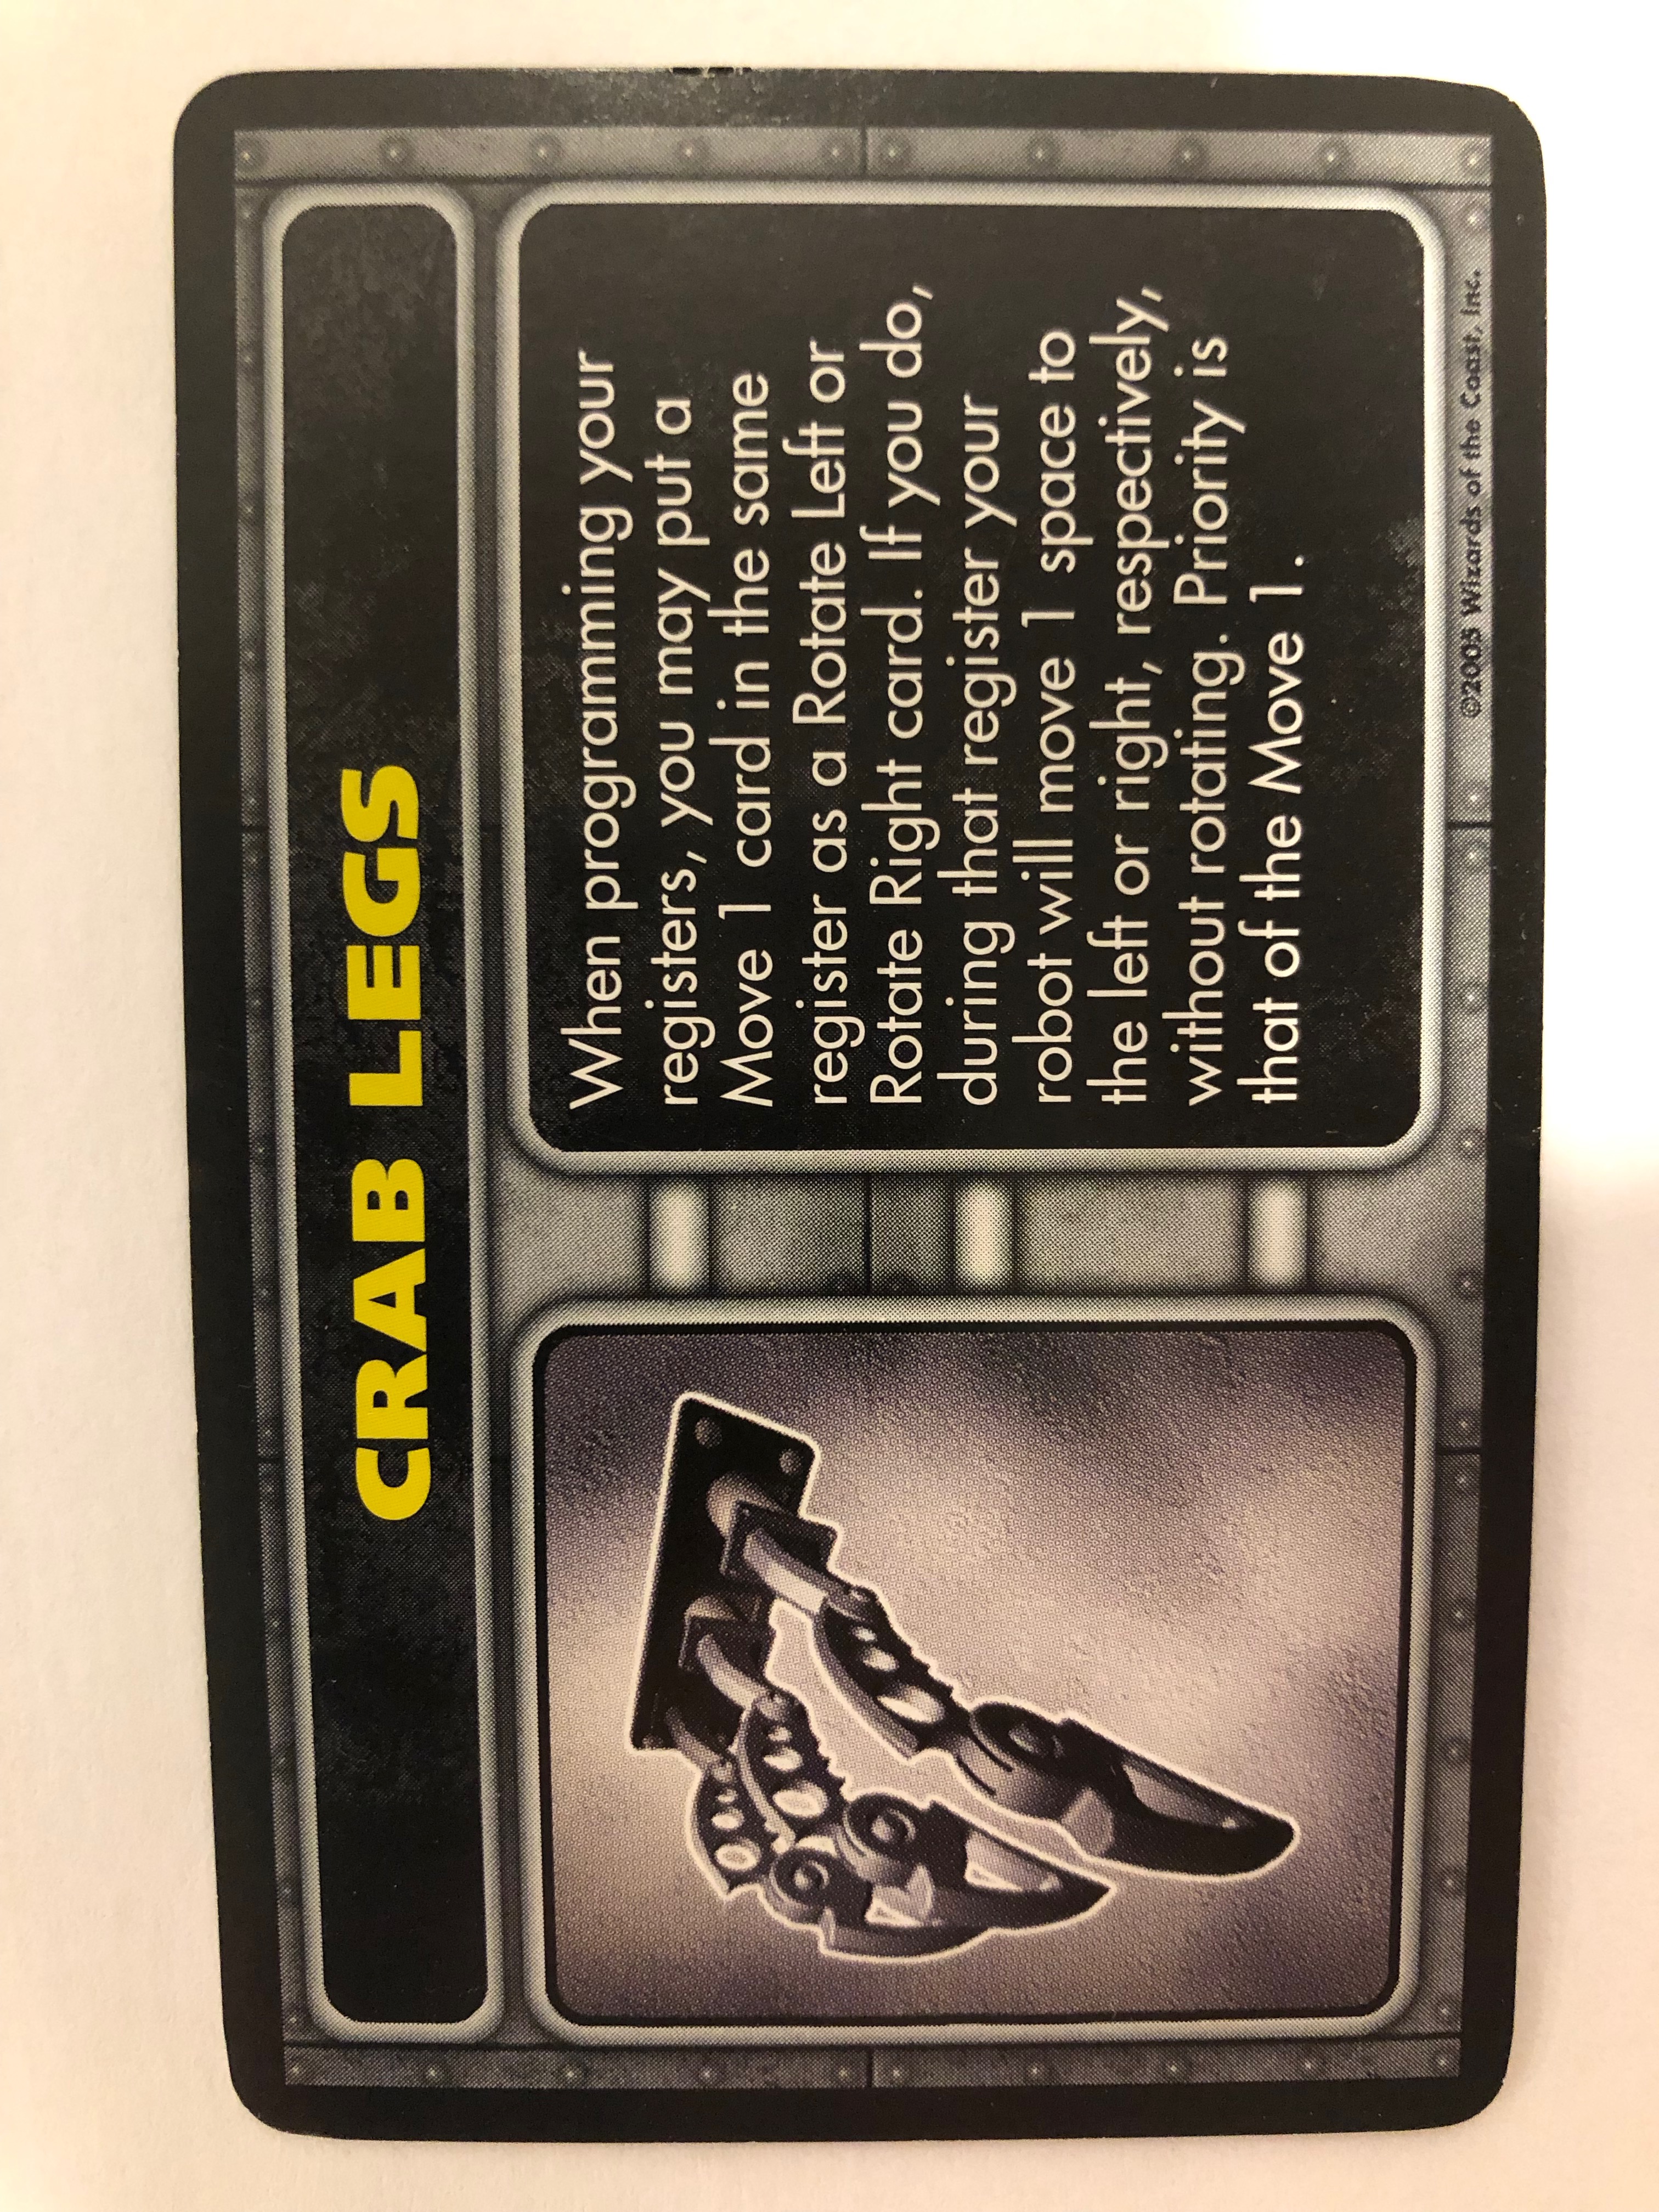 CRAB LEGS
When programming your
registers, you may put a
Move 1 card in the same
register as a Rotate Left or
Rotate Right card. If you do,
during that register your
robot will move 1 space to
the left or right, respectively,
without rotating. Priority is
that of the Move 1.
©2005 Wizards of the Coast, Inc.